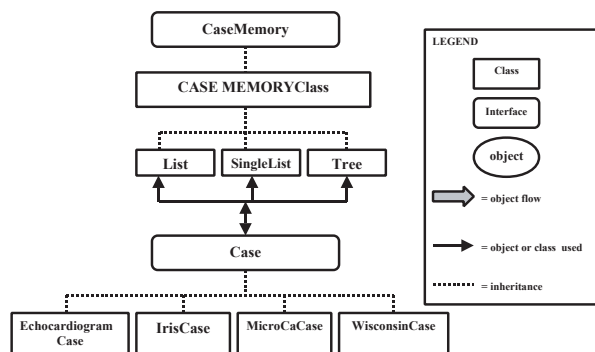 CaseMemory
CASE MEMORYClass
List
SingleList
Tree
Case
Echocardiogram
Case
IrisCase
MicroCaCase
WisconsinCase
LEGEND
Class
Interface
object
= object flow
= object or class used
= inheritance